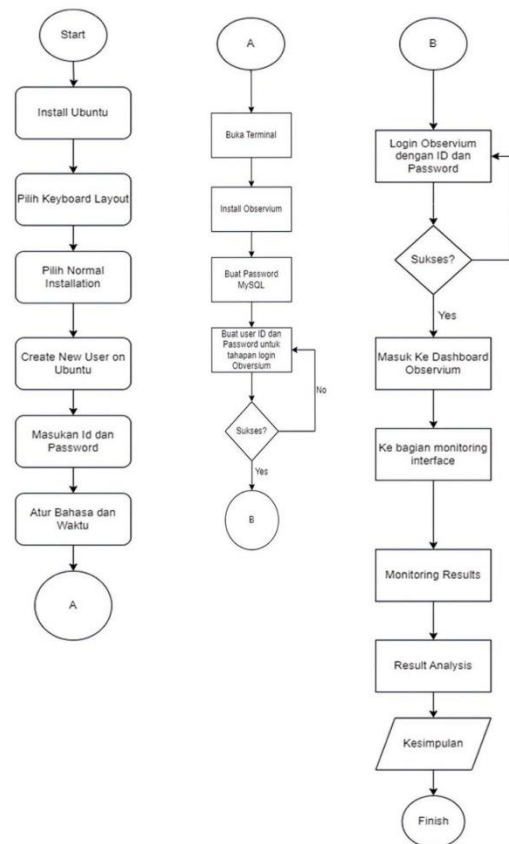 Start
Install Ubuntu
Pilih Keyboard Layout
Pilih Normal
Installation
Create New User on
Ubuntu
Masukan Id dan
Password
Atur Bahasa dan
Waktu
A
A
Buka Terminal
Install Observium
Buat Password
MySQL
Buat user ID dan
Password untuk
tahapan login
Obversium
No
Sukses?
Yes
B
B
Login Observium
dengan ID dan
Password
Sukses?
Yes
Masuk Ke Dashboard
Observium
Ke bagian monitoring
interface
Monitoring Results
Result Analysis
Kesimpulan
Finish